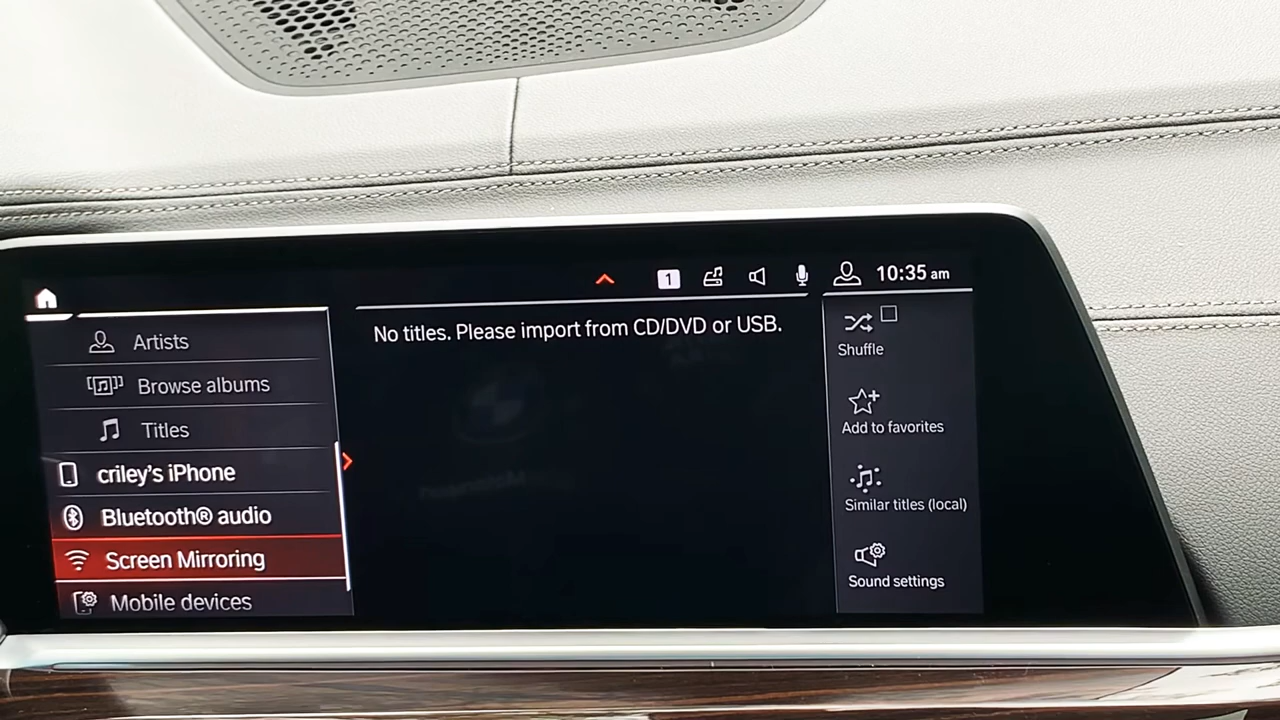 1
10:35 am
Artists
Browse albums
Titles
criley's iPhone
Bluetooth® audio
Screen Mirroring
Mobile devices
No titles. Please import from CD/DVD or USB.
Shuffle
Add to favorites
Similar titles (local)
Sound settings